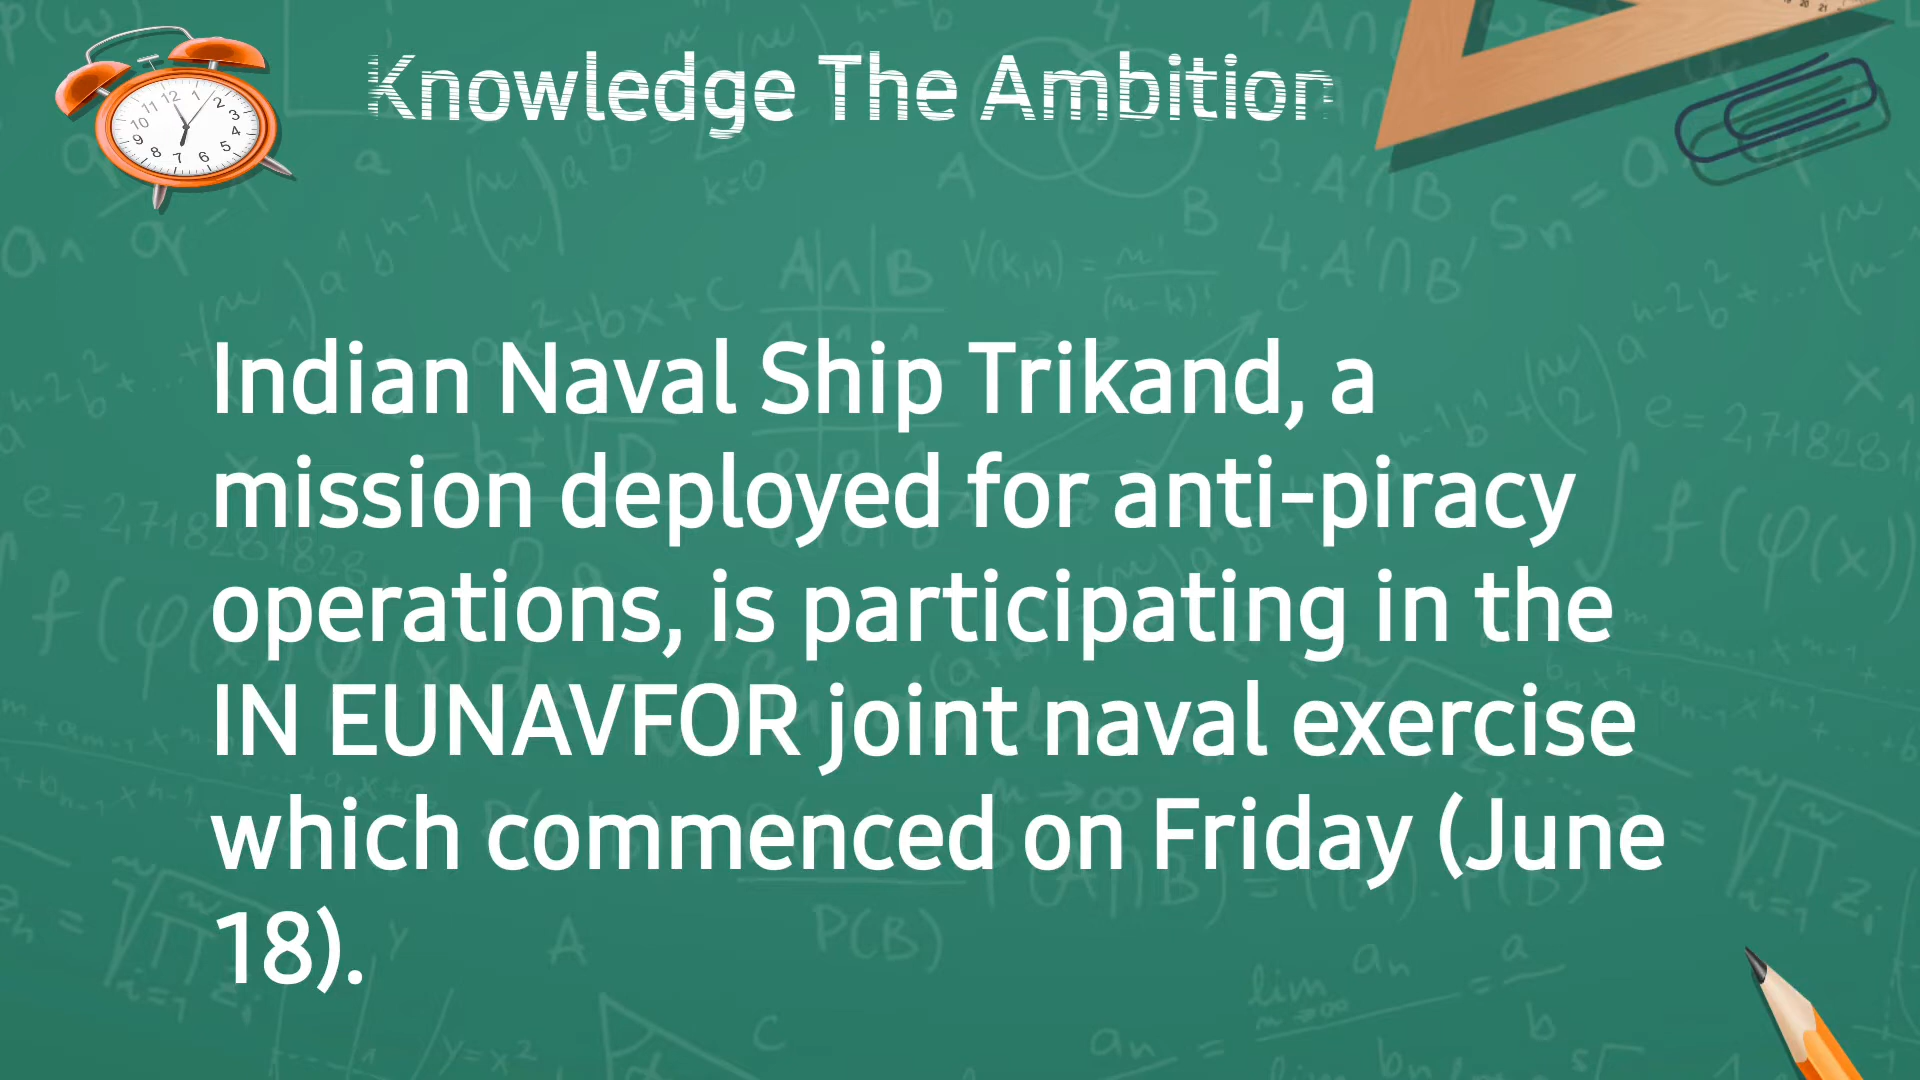 Knowledge The Ambition
Indian Naval Ship Trikand, a
mission deployed for anti-piracy
operations, is participating in the
IN EUNAVFOR joint naval exercise
which commenced on Friday (June
18).